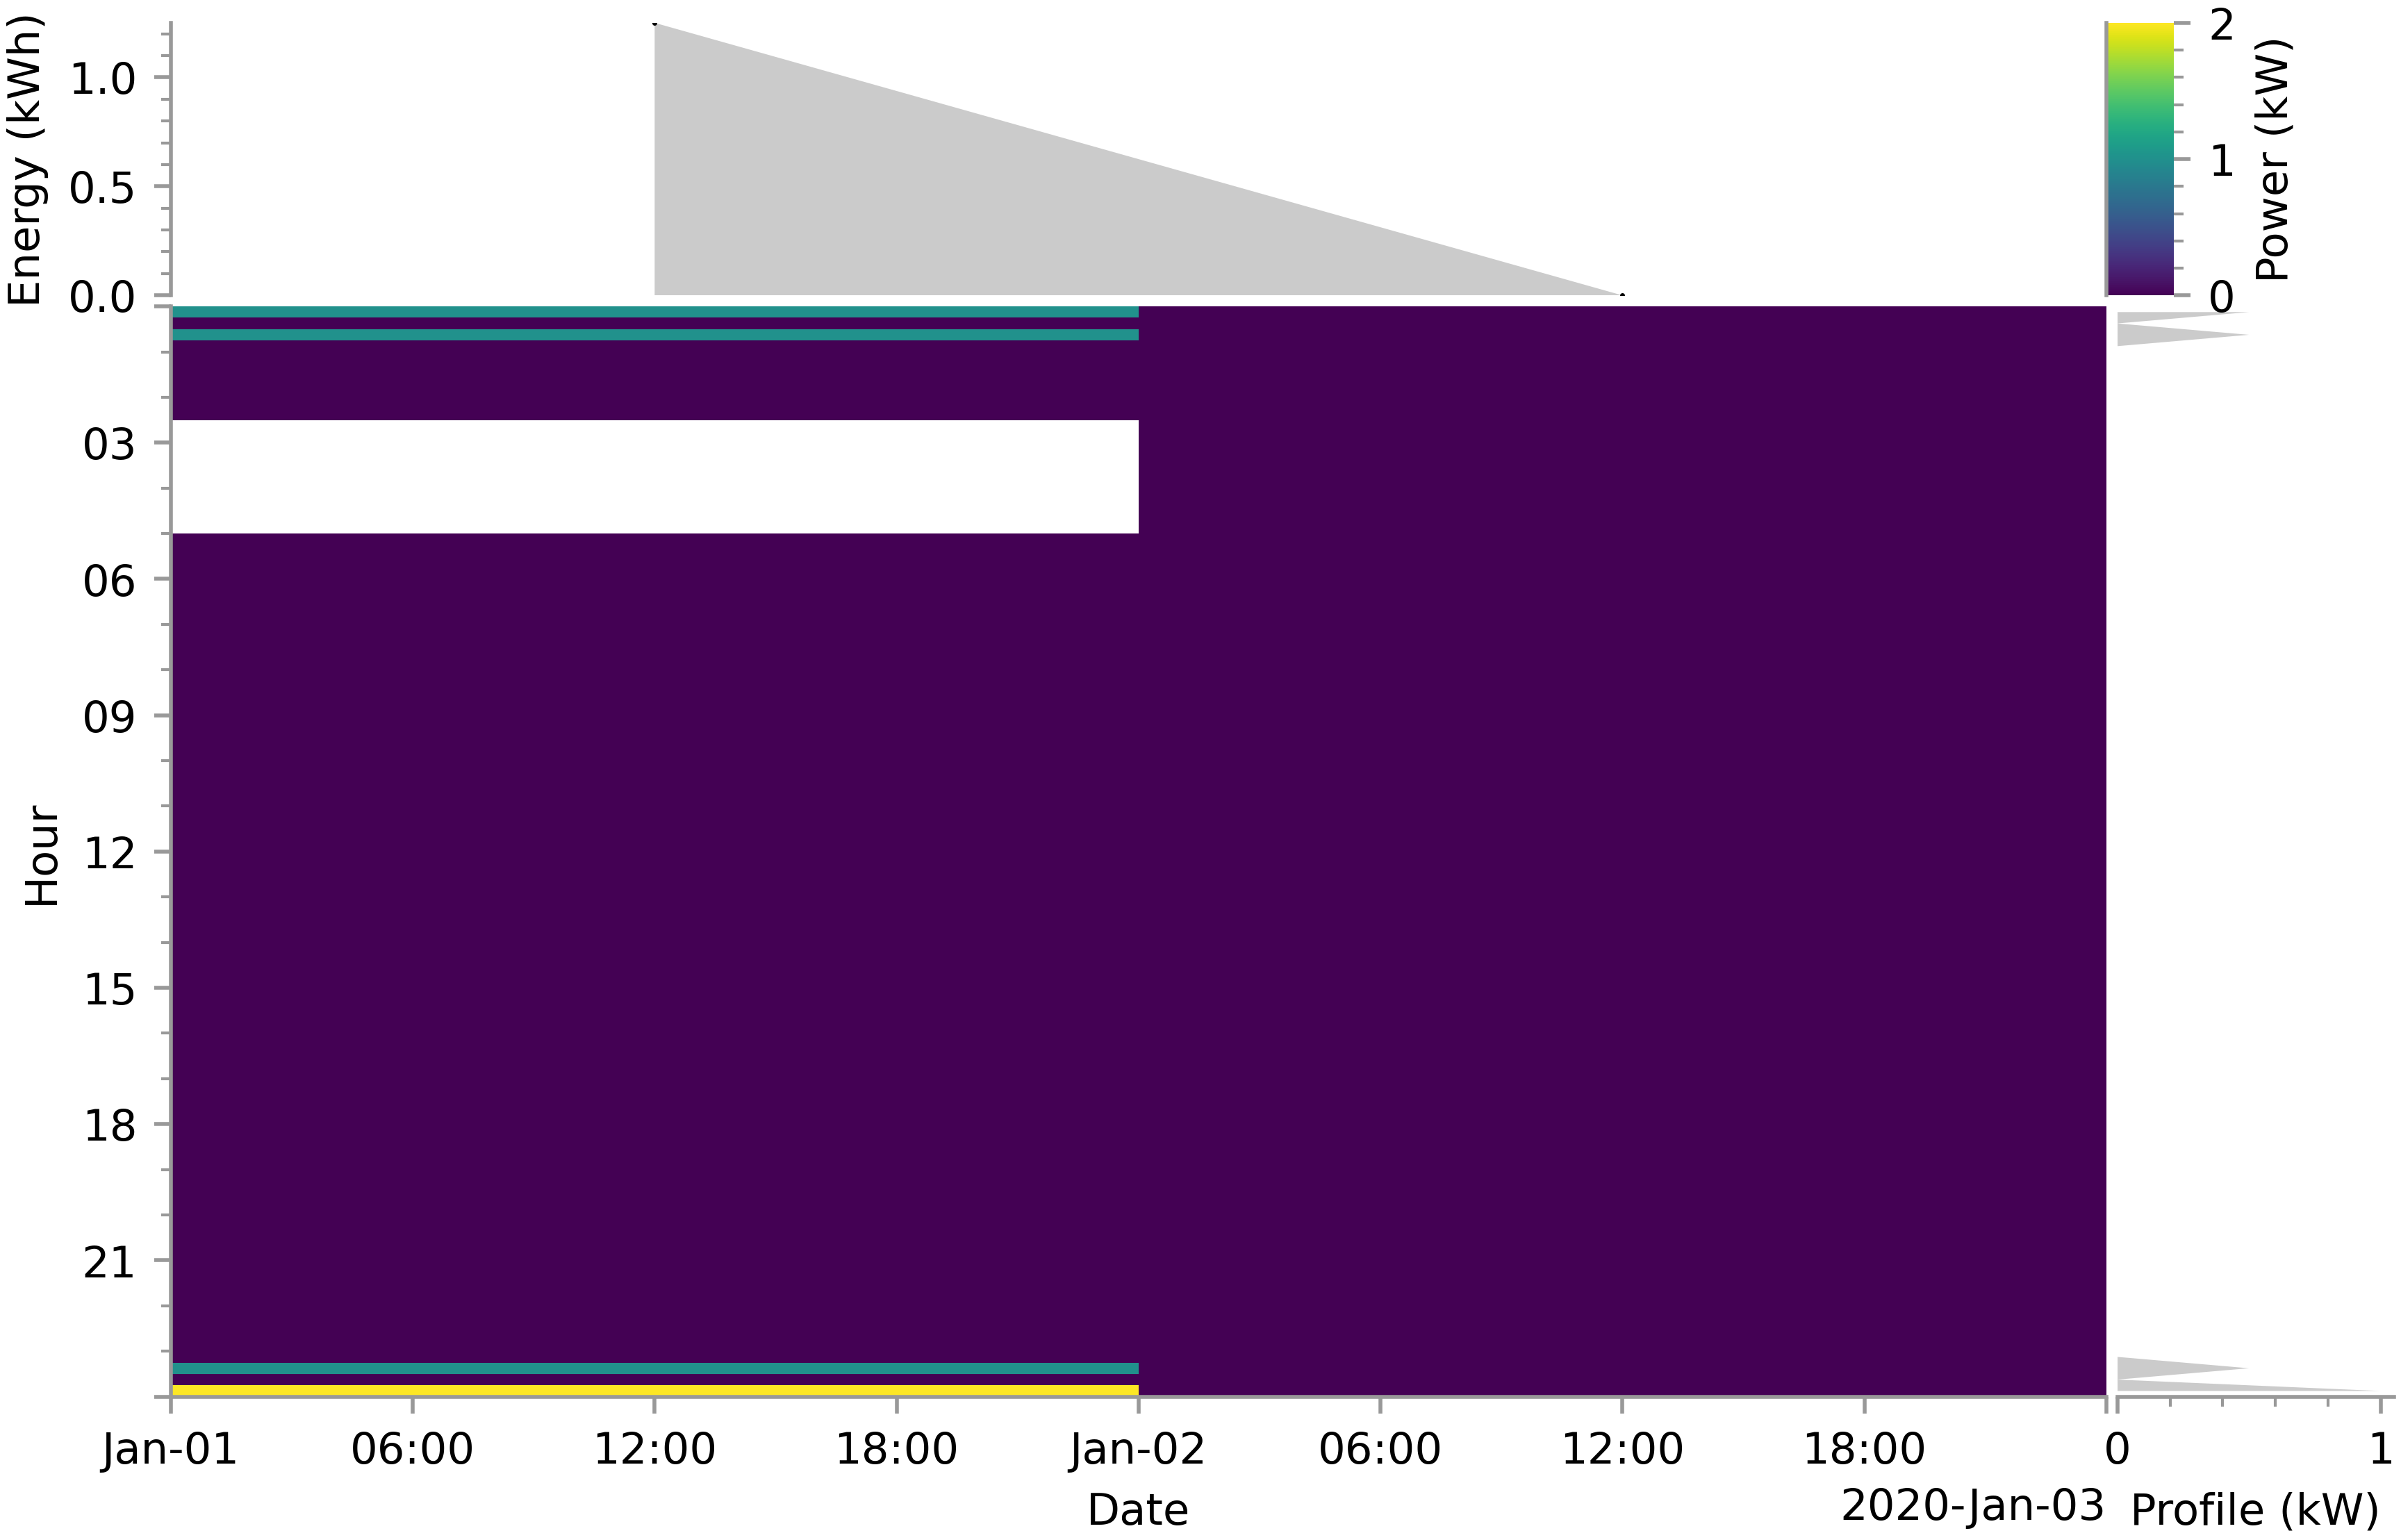 Energy (kWh)
1.0
0.5
0.0
2
1
0
Power (kW)
Hour
03
06
09
12
15
18
21
Jan-01 06:00 12:00 18:00 Jan-02 06:00 12:00 18:00
0 1
Date
2020-Jan-03
Profile (kW)